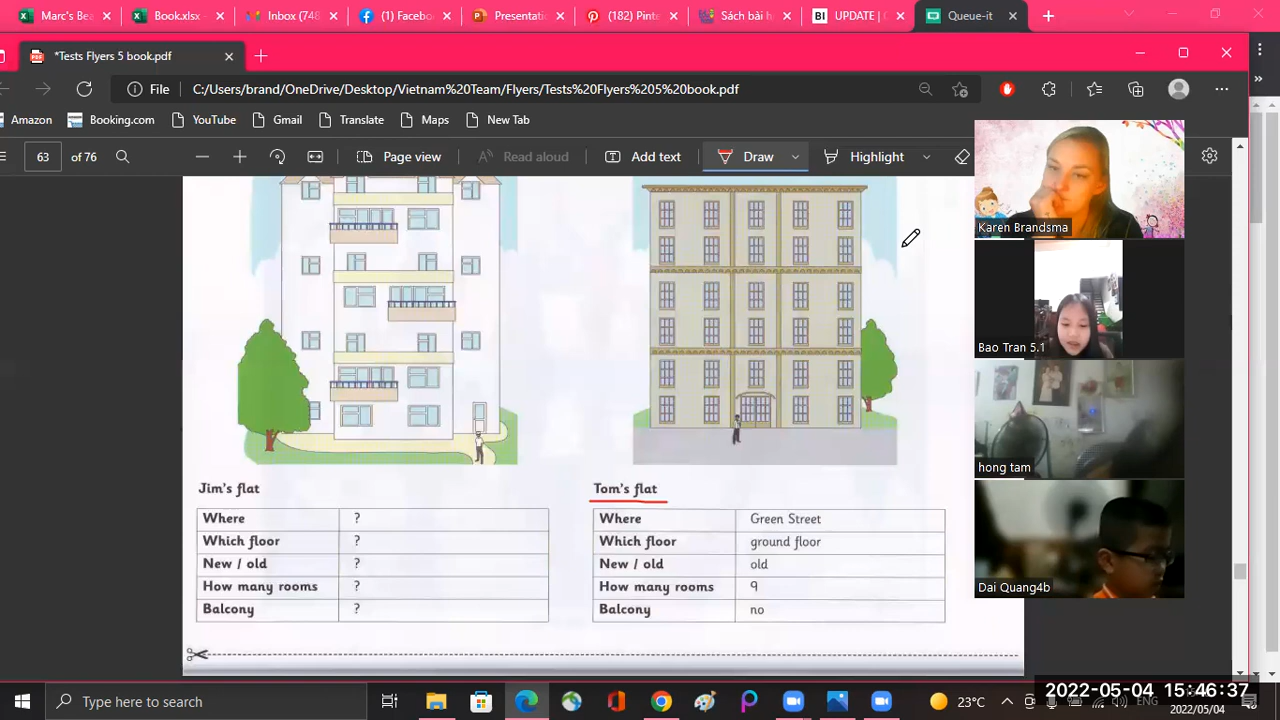 Marc's Bea
Book.xlsx -
Inbox (748
(1) Faceboo
Presentatio
(182) Pinte
Sách bài h
BI
UPDATE | C
Queue-it
*Tests Flyers 5 book.pdf
File
C:/Users/brand/OneDrive/Desktop/Vietnam%20Team/Flyers/Tests%20Flyers%205%20book.pdf
Amazon
Booking.com
YouTube
Gmail
Translate
Maps
New Tab
63 of 76
Page view
Read aloud
Add text
Draw
Highlight
Karen Brandsma
Bao Tran 5.1
hong tam
Dai Quang4b
Jim's flat
Where ?
Which floor ?
New / old ?
How many rooms ?
Balcony ?
Tom's flat
Where Green Street
Which floor ground floor
New / old old
How many rooms 9
Balcony no
Type here to search
23°C
ENG
2022-05-04 15:46:37
2022/05/04